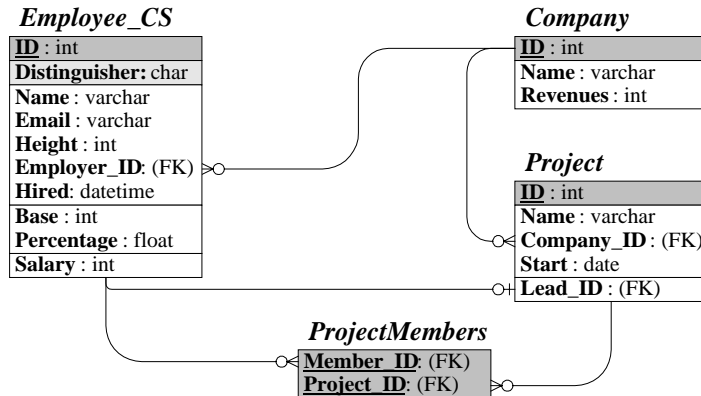 Employee_CS
ID : int
Distinguisher: char
Name : varchar
Email : varchar
Height : int
Employer_ID: (FK)
Hired: datetime
Base : int
Percentage : float
Salary : int
Company
ID : int
Name : varchar
Revenues : int
Project
ID : int
Name : varchar
Company_ID : (FK)
Start : date
Lead_ID : (FK)
ProjectMembers
Member_ID: (FK)
Project_ID: (FK)